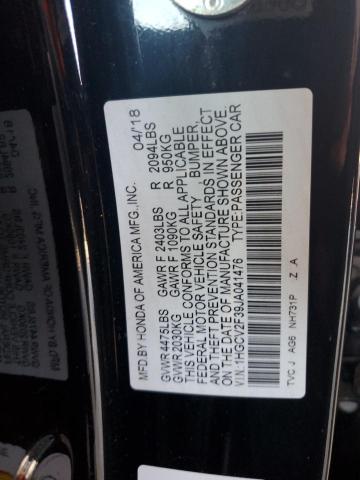 MFD.BY HONDA OF AMERICA MFG.,INC. 04/18
GVWR 4475LBS GAWR F 2403LBS R 2094LBS
GVWR 2030KG GAWR F 1090KG R 950KG
THIS VEHICLE CONFORMS TO ALL APPLICABLE
FEDERAL MOTOR VEHICLE SAFETY, BUMPER,
AND THEFT PREVENTION STANDARDS IN EFFECT
ON THE DATE OF MANUFACTURE SHOWN ABOVE.
VIN:1HGCV2F39JA041476 TYPE:PASSENGER CAR
TVC J AG6 NH731P Z A